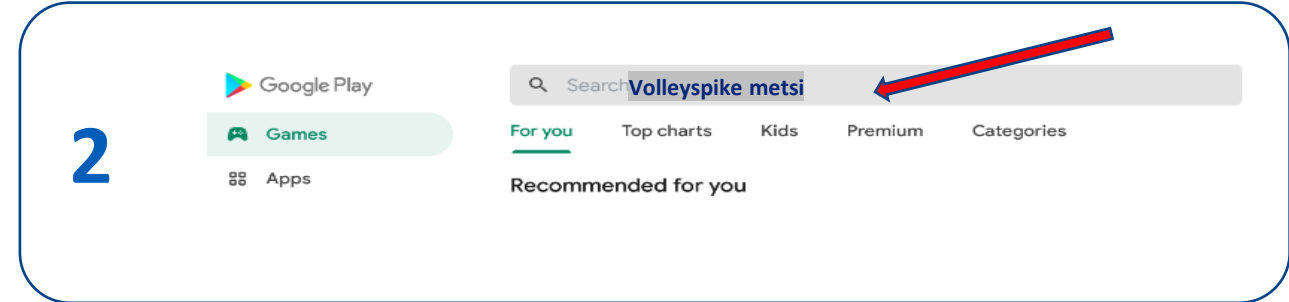 2
Google Play
Search Volleyspike metsi
Games
For you Top charts Kids Premium Categories
Apps
Recommended for you